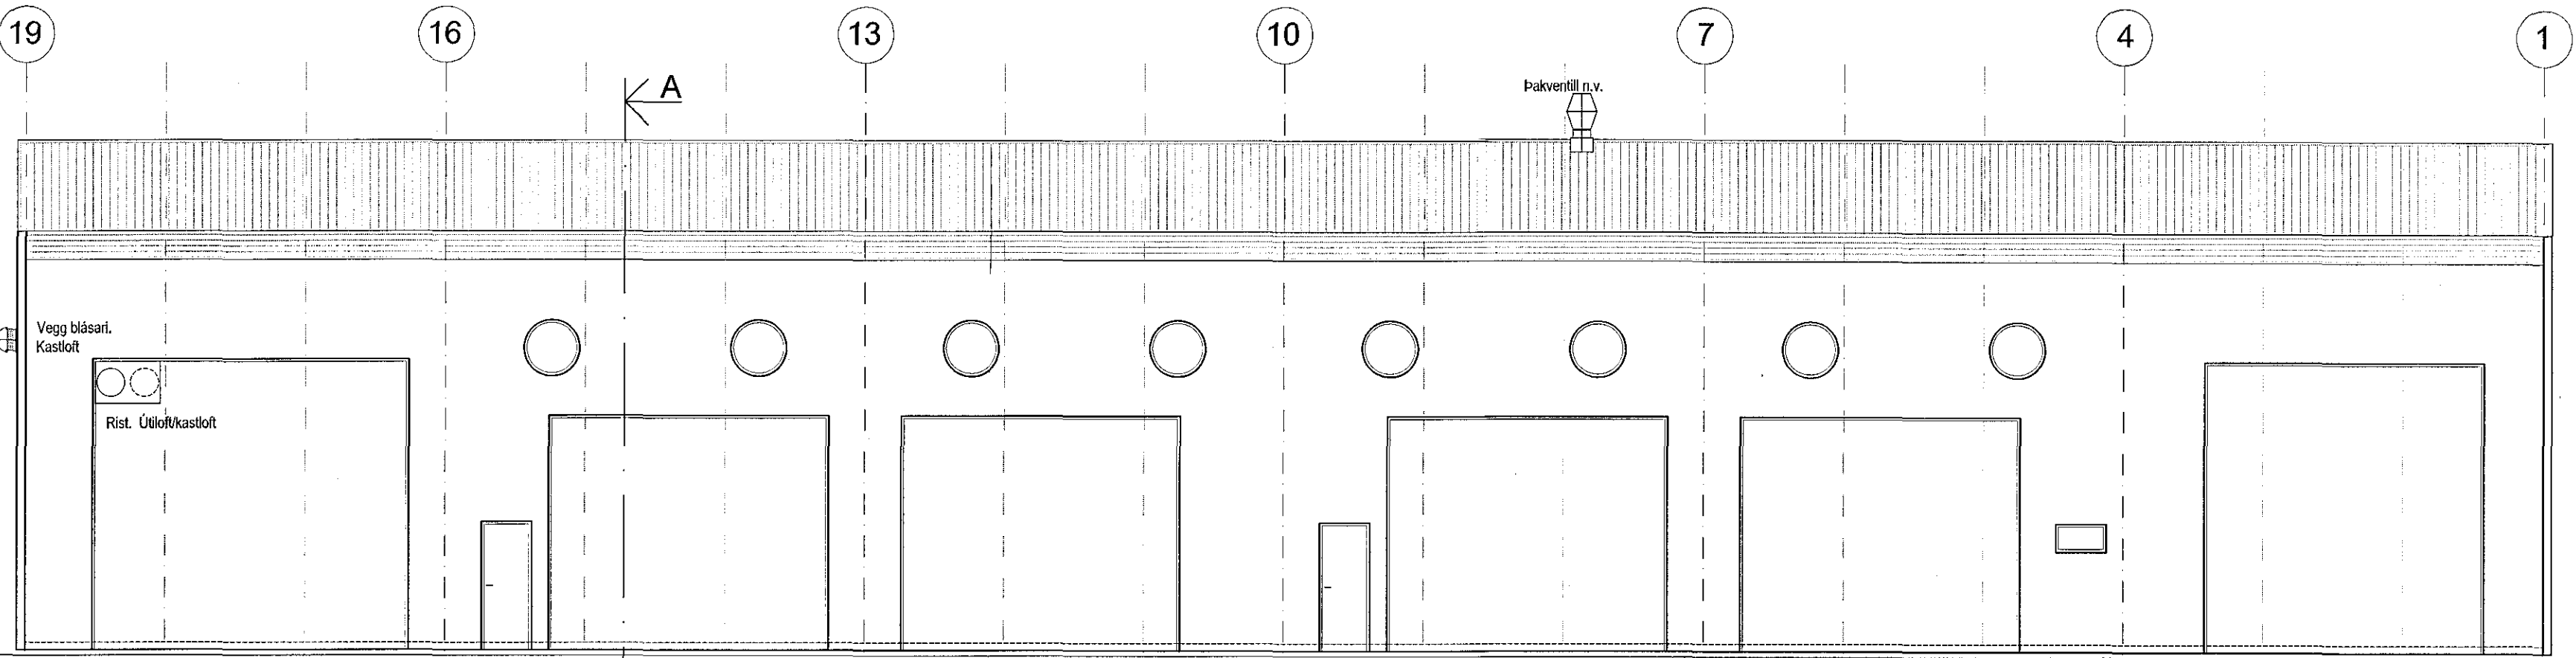 19 16 13 10 7 4 1
A
Þakventill n.v.
Vegg blásari.
Kastloft
Rist. Útiloft/kastloft